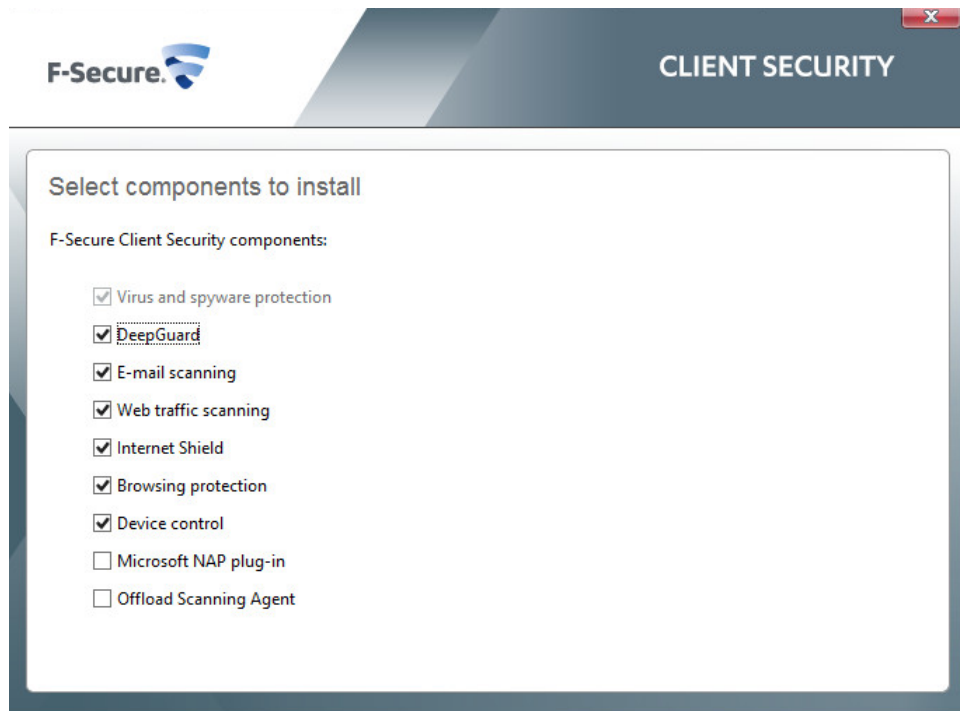 F-Secure.
CLIENT SECURITY
Select components to install
F-Secure Client Security components:
Virus and spyware protection
DeepGuard
E-mail scanning
Web traffic scanning
Internet Shield
Browsing protection
Device control
Microsoft NAP plug-in
Offload Scanning Agent